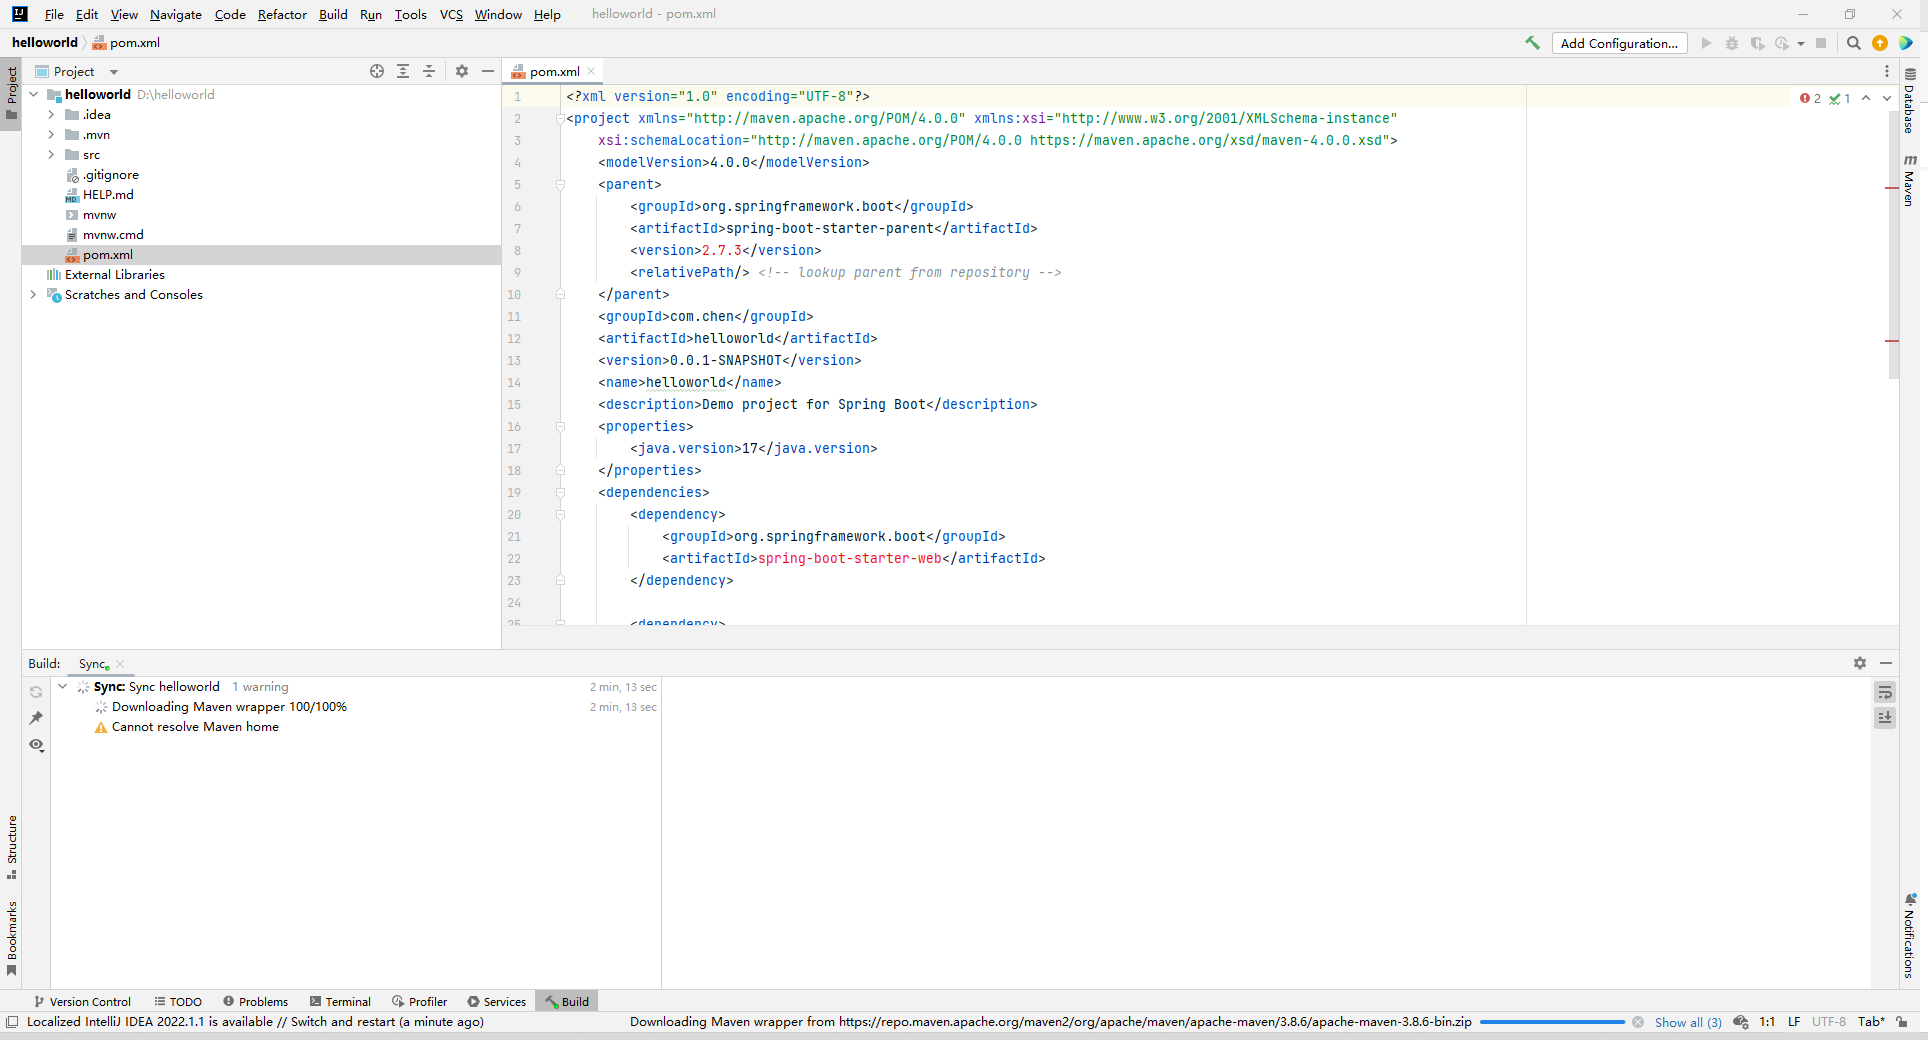 File Edit View Navigate Code Refactor Build Run Tools VCS Window Help helloworld - pom.xml
helloworld pom.xml
Add Configuration...
Project
Project
helloworld D:\helloworld
.idea
.mvn
src
.gitignore
HELP.md
mvnw
mvnw.cmd
pom.xml
External Libraries
Scratches and Consoles
pom.xml
2 1
1 <?xml version="1.0" encoding="UTF-8"?>
2 <project xmlns="http://maven.apache.org/POM/4.0.0" xmlns:xsi="http://www.w3.org/2001/XMLSchema-instance"
3 xsi:schemaLocation="http://maven.apache.org/POM/4.0.0 https://maven.apache.org/xsd/maven-4.0.0.xsd">
4 <modelVersion>4.0.0</modelVersion>
5 <parent>
6 <groupId>org.springframework.boot</groupId>
7 <artifactId>spring-boot-starter-parent</artifactId>
8 <version>2.7.3</version>
9 <relativePath/> <!-- lookup parent from repository -->
10 </parent>
11 <groupId>com.chen</groupId>
12 <artifactId>helloworld</artifactId>
13 <version>0.0.1-SNAPSHOT</version>
14 <name>helloworld</name>
15 <description>Demo project for Spring Boot</description>
16 <properties>
17 <java.version>17</java.version>
18 </properties>
19 <dependencies>
20 <dependency>
21 <groupId>org.springframework.boot</groupId>
22 <artifactId>spring-boot-starter-web</artifactId>
23 </dependency>
24
25 <dependency>
Database
m Maven
Notifications
Structure
Bookmarks
Build: Sync
Sync: Sync helloworld 1 warning 2 min, 13 sec
Downloading Maven wrapper 100/100% 2 min, 13 sec
Cannot resolve Maven home
Version Control TODO Problems Terminal Profiler Services Build
Localized IntelliJ IDEA 2022.1.1 is available // Switch and restart (a minute ago) Downloading Maven wrapper from https://repo.maven.apache.org/maven2/org/apache/maven/apache-maven/3.8.6/apache-maven-3.8.6-bin.zip Show all (3) 1:1 LF UTF-8 Tab*